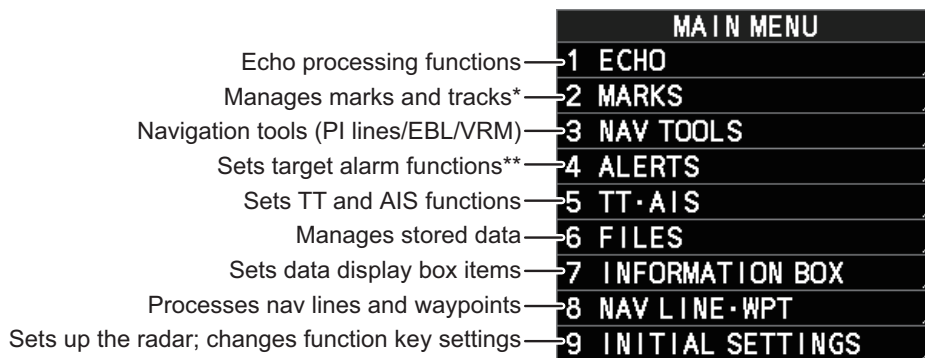 MAIN MENU
Echo processing functions 1 ECHO
Manages marks and tracks* 2 MARKS
Navigation tools (PI lines/EBL/VRM) 3 NAV TOOLS
Sets target alarm functions** 4 ALERTS
Sets TT and AIS functions 5 TT·AIS
Manages stored data 6 FILES
Sets data display box items 7 INFORMATION BOX
Processes nav lines and waypoints 8 NAV LINE·WPT
Sets up the radar; changes function key settings 9 INITIAL SETTINGS